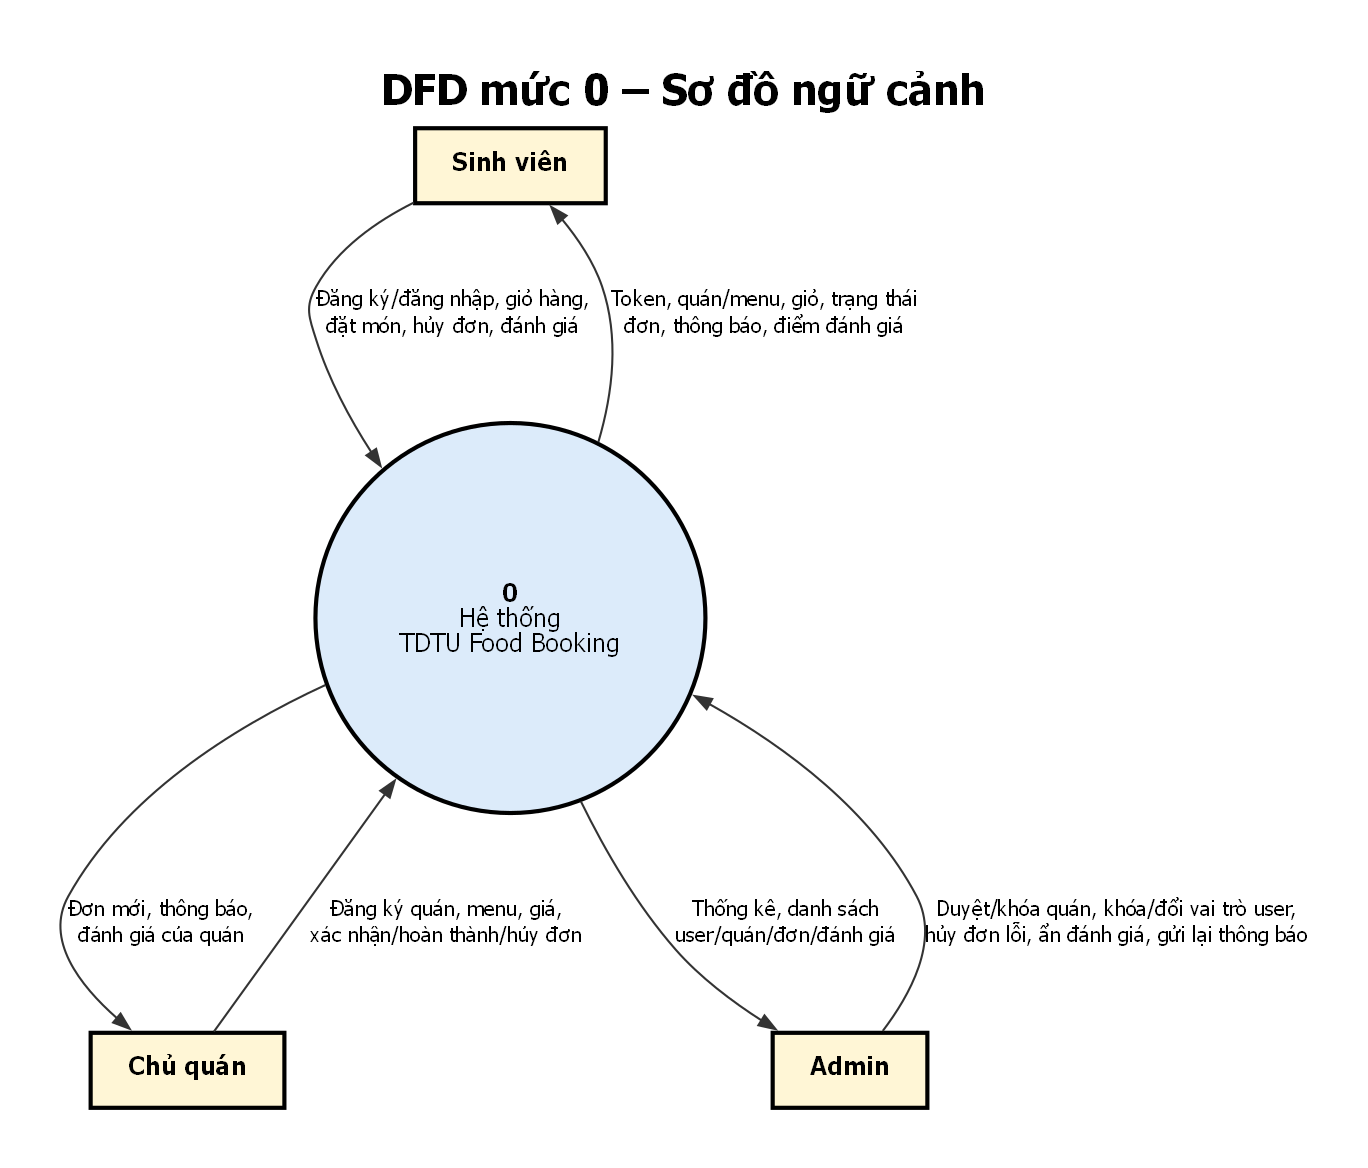 DFD mức 0 – Sơ đồ ngữ cảnh
Sinh viên
Đăng ký/đăng nhập, giỏ hàng,
đặt món, hủy đơn, đánh giá
Token, quán/menu, giỏ, trạng thái
đơn, thông báo, điểm đánh giá
0
Hệ thống
TDTU Food Booking
Đơn mới, thông báo,
đánh giá của quán
Đăng ký quán, menu, giá,
xác nhận/hoàn thành/hủy đơn
Thống kê, danh sách
user/quán/đơn/đánh giá
Duyệt/khóa quán, khóa/đổi vai trò user,
hủy đơn lỗi, ẩn đánh giá, gửi lại thông báo
Chủ quán
Admin